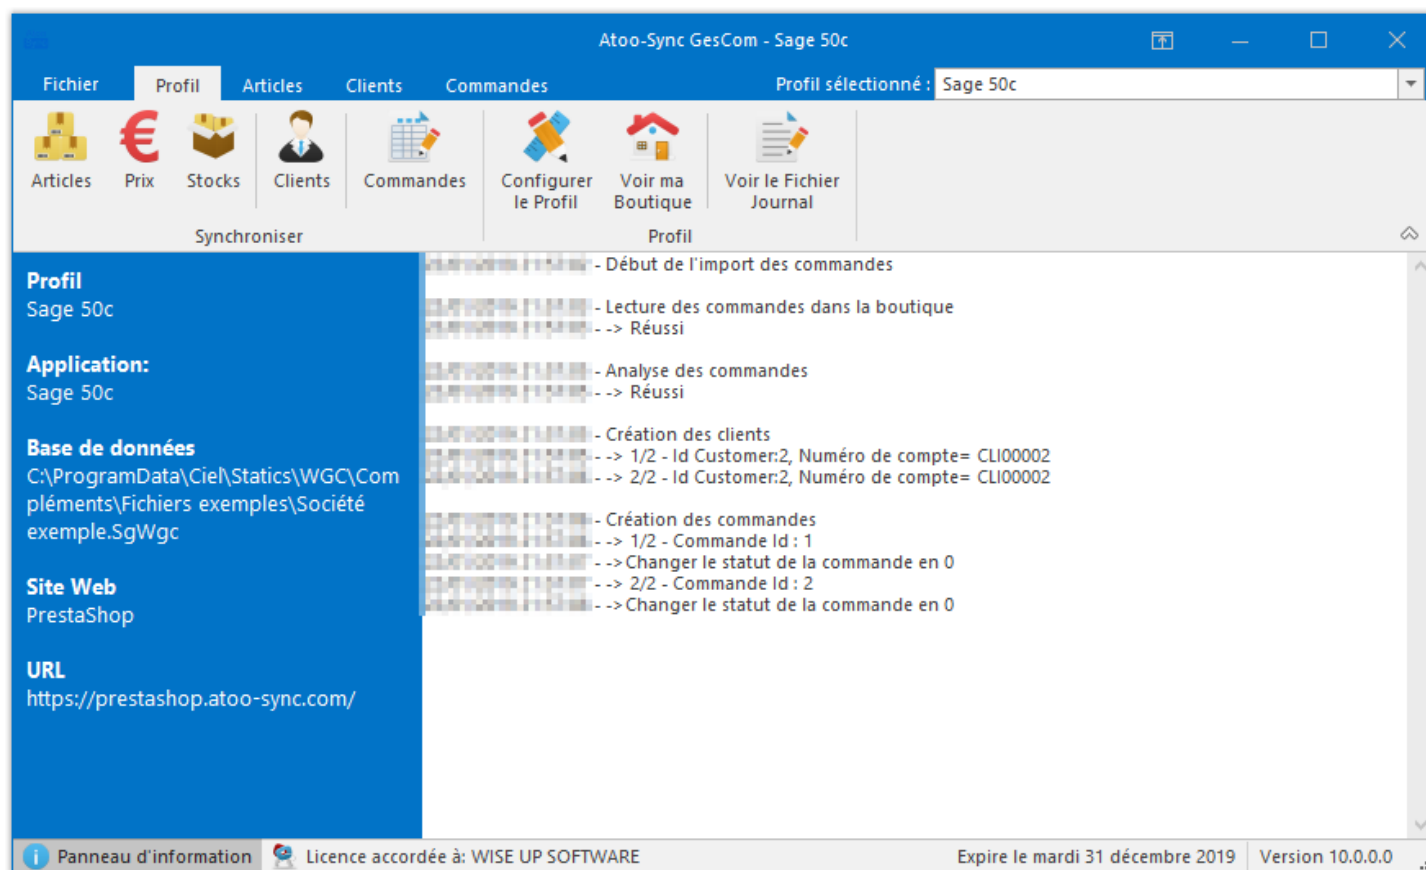 Atoo-Sync GesCom - Sage 50c
Fichier Profil Articles Clients Commandes Profil sélectionné : Sage 50c
Articles Prix Stocks Clients Commandes Configurer le Profil Voir ma Boutique Voir le Fichier Journal
Synchroniser Profil
Profil
Sage 50c
Application:
Sage 50c
Base de données
C:\ProgramData\Ciel\Statics\WGC\Com
pléments\Fichiers exemples\Société
exemple.SgWgc
Site Web
PrestaShop
URL
https://prestashop.atoo-sync.com/
- Début de l'import des commandes
- Lecture des commandes dans la boutique
- --> Réussi
- Analyse des commandes
- --> Réussi
- Création des clients
- --> 1/2 - Id Customer:2, Numéro de compte= CLI00002
- --> 2/2 - Id Customer:2, Numéro de compte= CLI00002
- Création des commandes
- --> 1/2 - Commande Id : 1
- -->Changer le statut de la commande en 0
- --> 2/2 - Commande Id : 2
- -->Changer le statut de la commande en 0
Panneau d'information Licence accordée à: WISE UP SOFTWARE Expire le mardi 31 décembre 2019 Version 10.0.0.0